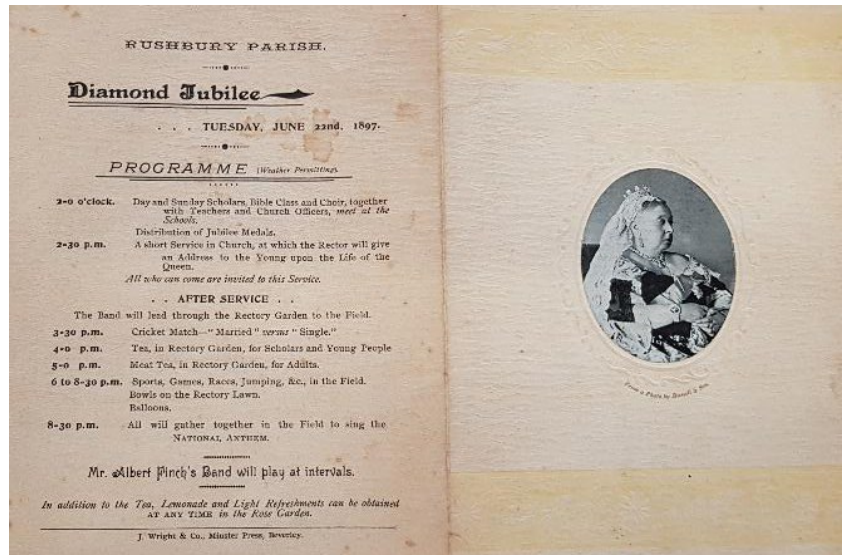 RUSHBURY PARISH.
Diamond Jubilee
. . . TUESDAY, JUNE 22nd, 1897.
PROGRAMME (Weather Permitting).
2-0 o'clock. Day and Sunday Scholars, Bible Class and Choir, together
with Teachers and Church Officers, meet at the
Schools.
Distribution of Jubilee Medals.
2-30 p.m. A short Service in Church, at which the Rector will give
an Address to the Young upon the Life of the
Queen.
All who can come are invited to this Service.
. . AFTER SERVICE . .
The Band will lead through the Rectory Garden to the Field.
3-30 p.m. Cricket Match—"Married" versus "Single."
4-0 p.m. Tea, in Rectory Garden, for Scholars and Young People
5-0 p.m. Meat Tea, in Rectory Garden, for Adults.
6 to 8-30 p.m. Sports, Games, Races, Jumping, &c., in the Field.
Bowls on the Rectory Lawn.
Balloons.
8-30 p.m. All will gather together in the Field to sing the
NATIONAL ANTHEM.
Mr. Albert Finch's Band will play at intervals.
In addition to the Tea, Lemonade and Light Refreshments can be obtained
AT ANY TIME in the Rose Garden.
J. Wright & Co., Minster Press, Beverley.
From a Photo by Russell & Son.